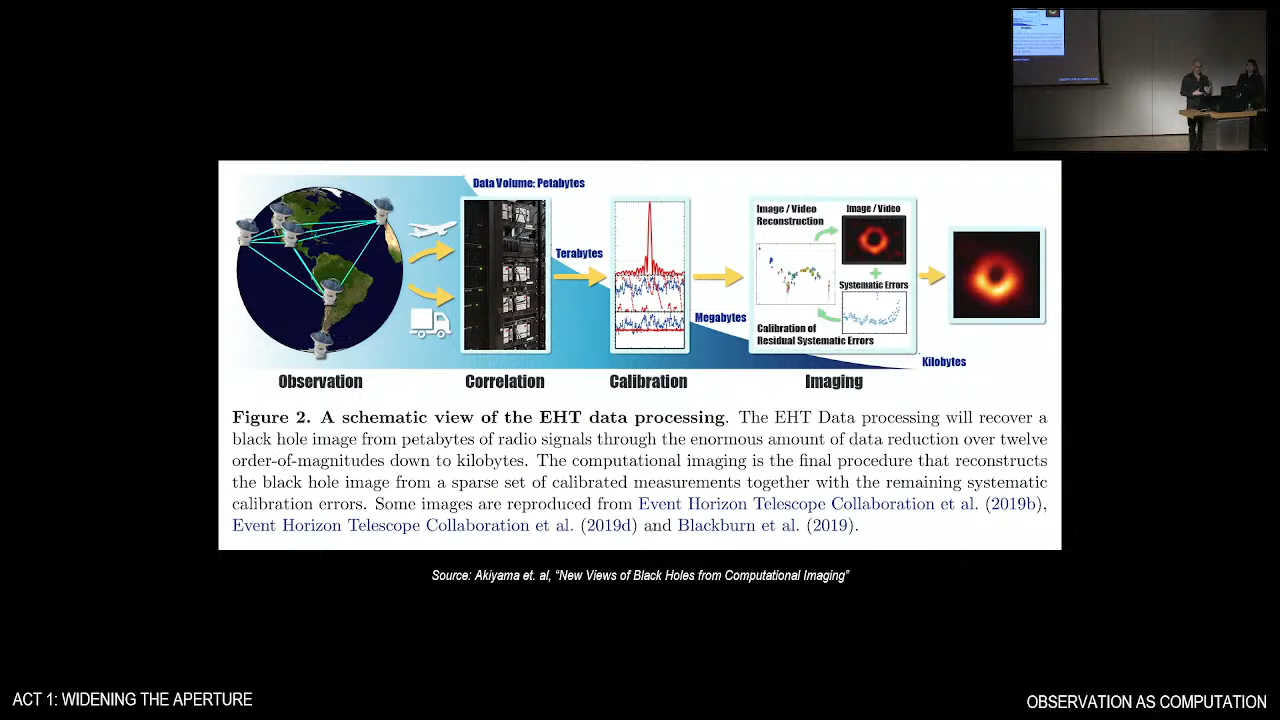 Data Volume: Petabytes
Terabytes
Megabytes
Kilobytes
Image / Video
Reconstruction
Image / Video
Systematic Errors
Calibration of
Residual Systematic Errors
Observation
Correlation
Calibration
Imaging
Figure 2. A schematic view of the EHT data processing. The EHT Data processing will recover a
black hole image from petabytes of radio signals through the enormous amount of data reduction over twelve
order-of-magnitudes down to kilobytes. The computational imaging is the final procedure that reconstructs
the black hole image from a sparse set of calibrated measurements together with the remaining systematic
calibration errors. Some images are reproduced from Event Horizon Telescope Collaboration et al. (2019b),
Event Horizon Telescope Collaboration et al. (2019d) and Blackburn et al. (2019).
Source: Akiyama et. al, “New Views of Black Holes from Computational Imaging”
ACT 1: WIDENING THE APERTURE
OBSERVATION AS COMPUTATION